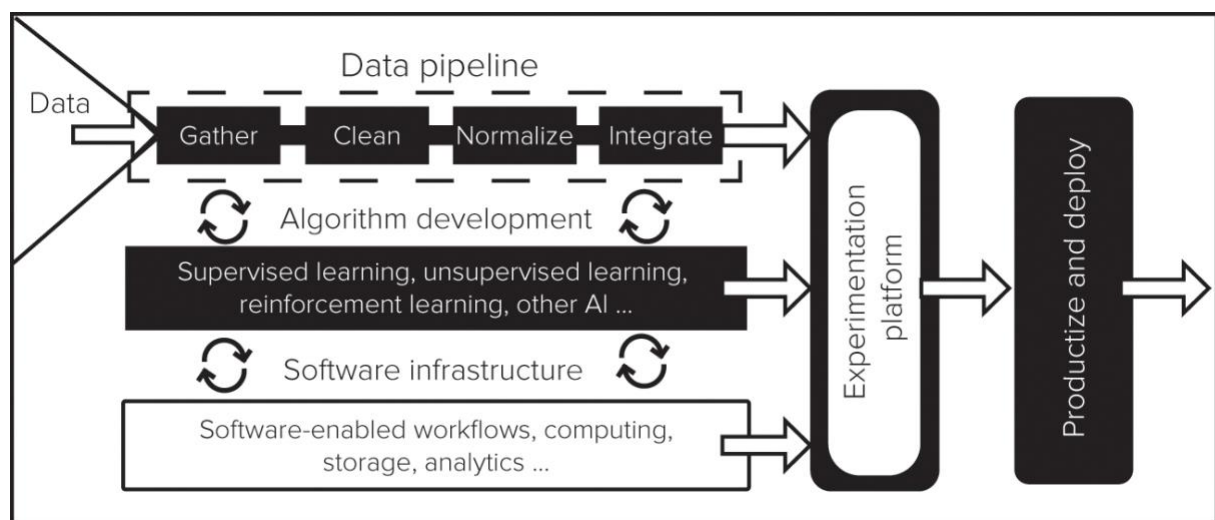 Data pipeline
Data
Gather
Clean
Normalize
Integrate
Algorithm development
Supervised learning, unsupervised learning,
reinforcement learning, other AI ...
Software infrastructure
Software-enabled workflows, computing,
storage, analytics ...
Experimentation
platform
Productize and deploy